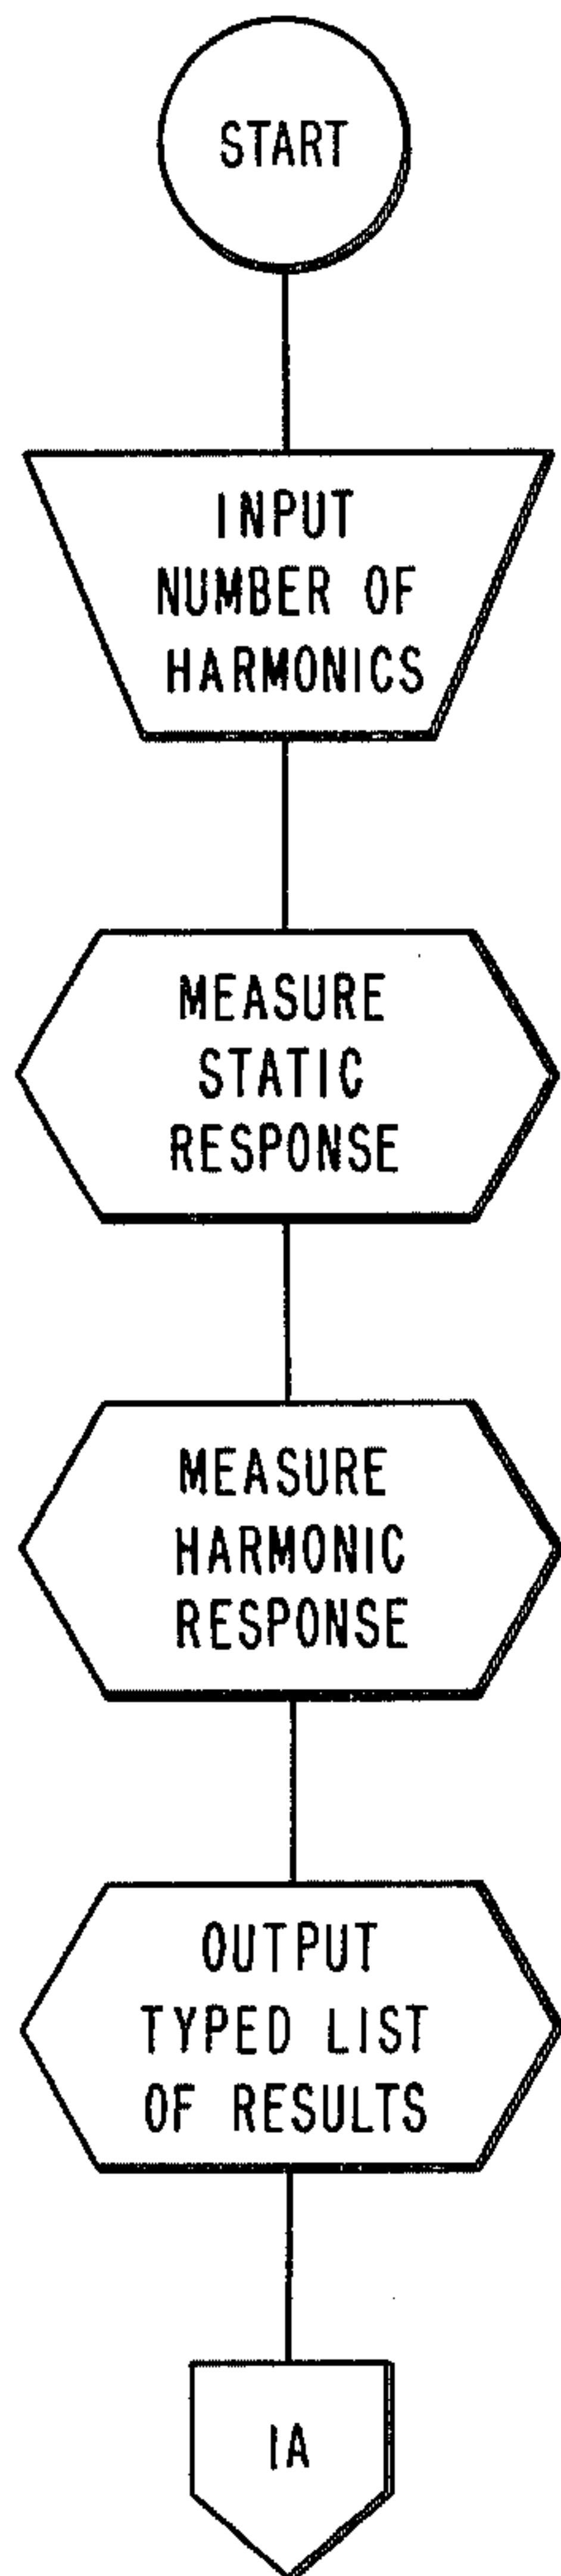 START
INPUT
NUMBER OF
HARMONICS
MEASURE
STATIC
RESPONSE
MEASURE
HARMONIC
RESPONSE
OUTPUT
TYPED LIST
OF RESULTS
IA